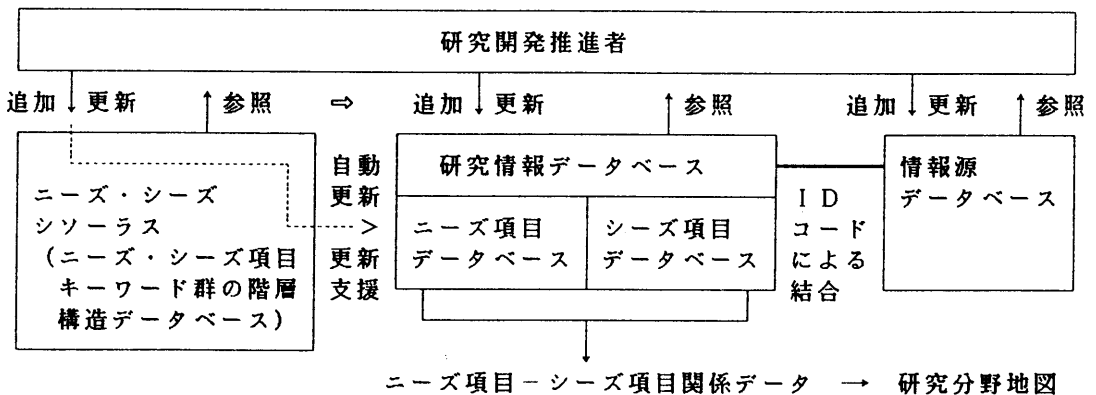 研究開発推進者
追加↓更新 ↑参照 ⇨ 追加↓更新 ↑参照 追加↓更新 ↑参照
ニーズ・シーズ
シソーラス
(ニーズ・シーズ項目
キーワード群の階層
構造データベース)
自動
更新
>
更新
支援
研究情報データベース
ニーズ項目
データベース
シーズ項目
データベース
ID
コード
による
結合
情報源
データベース
ニーズ項目-シーズ項目関係データ → 研究分野地図